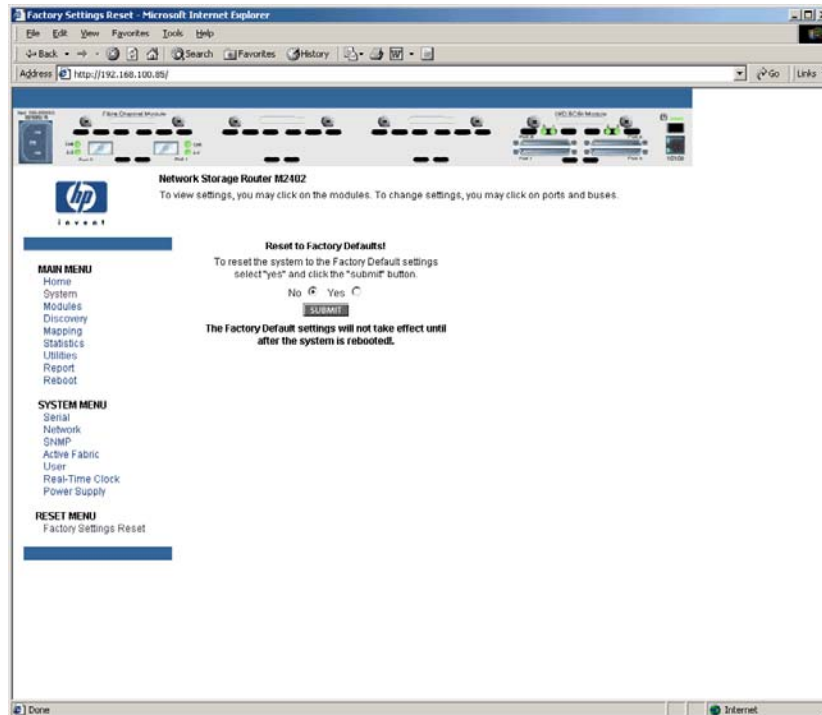 Factory Settings Reset - Microsoft Internet Explorer
File Edit View Favorites Tools Help
Back Search Favorites History
Address http://192.168.100.85/ Go Links
Fibre Channel Module
Network Storage Router M2402
To view settings, you may click on the modules. To change settings, you may click on ports and buses.
hp
invent
Reset to Factory Defaults!
To reset the system to the Factory Default settings
select "yes" and click the "submit" button.
No Yes
SUBMIT
The Factory Default settings will not take effect until
after the system is rebooted!.
MAIN MENU
Home
System
Modules
Discovery
Mapping
Statistics
Utilities
Report
Reboot
SYSTEM MENU
Serial
Network
SNMP
Active Fabric
User
Real-Time Clock
Power Supply
RESET MENU
Factory Settings Reset
Done Internet